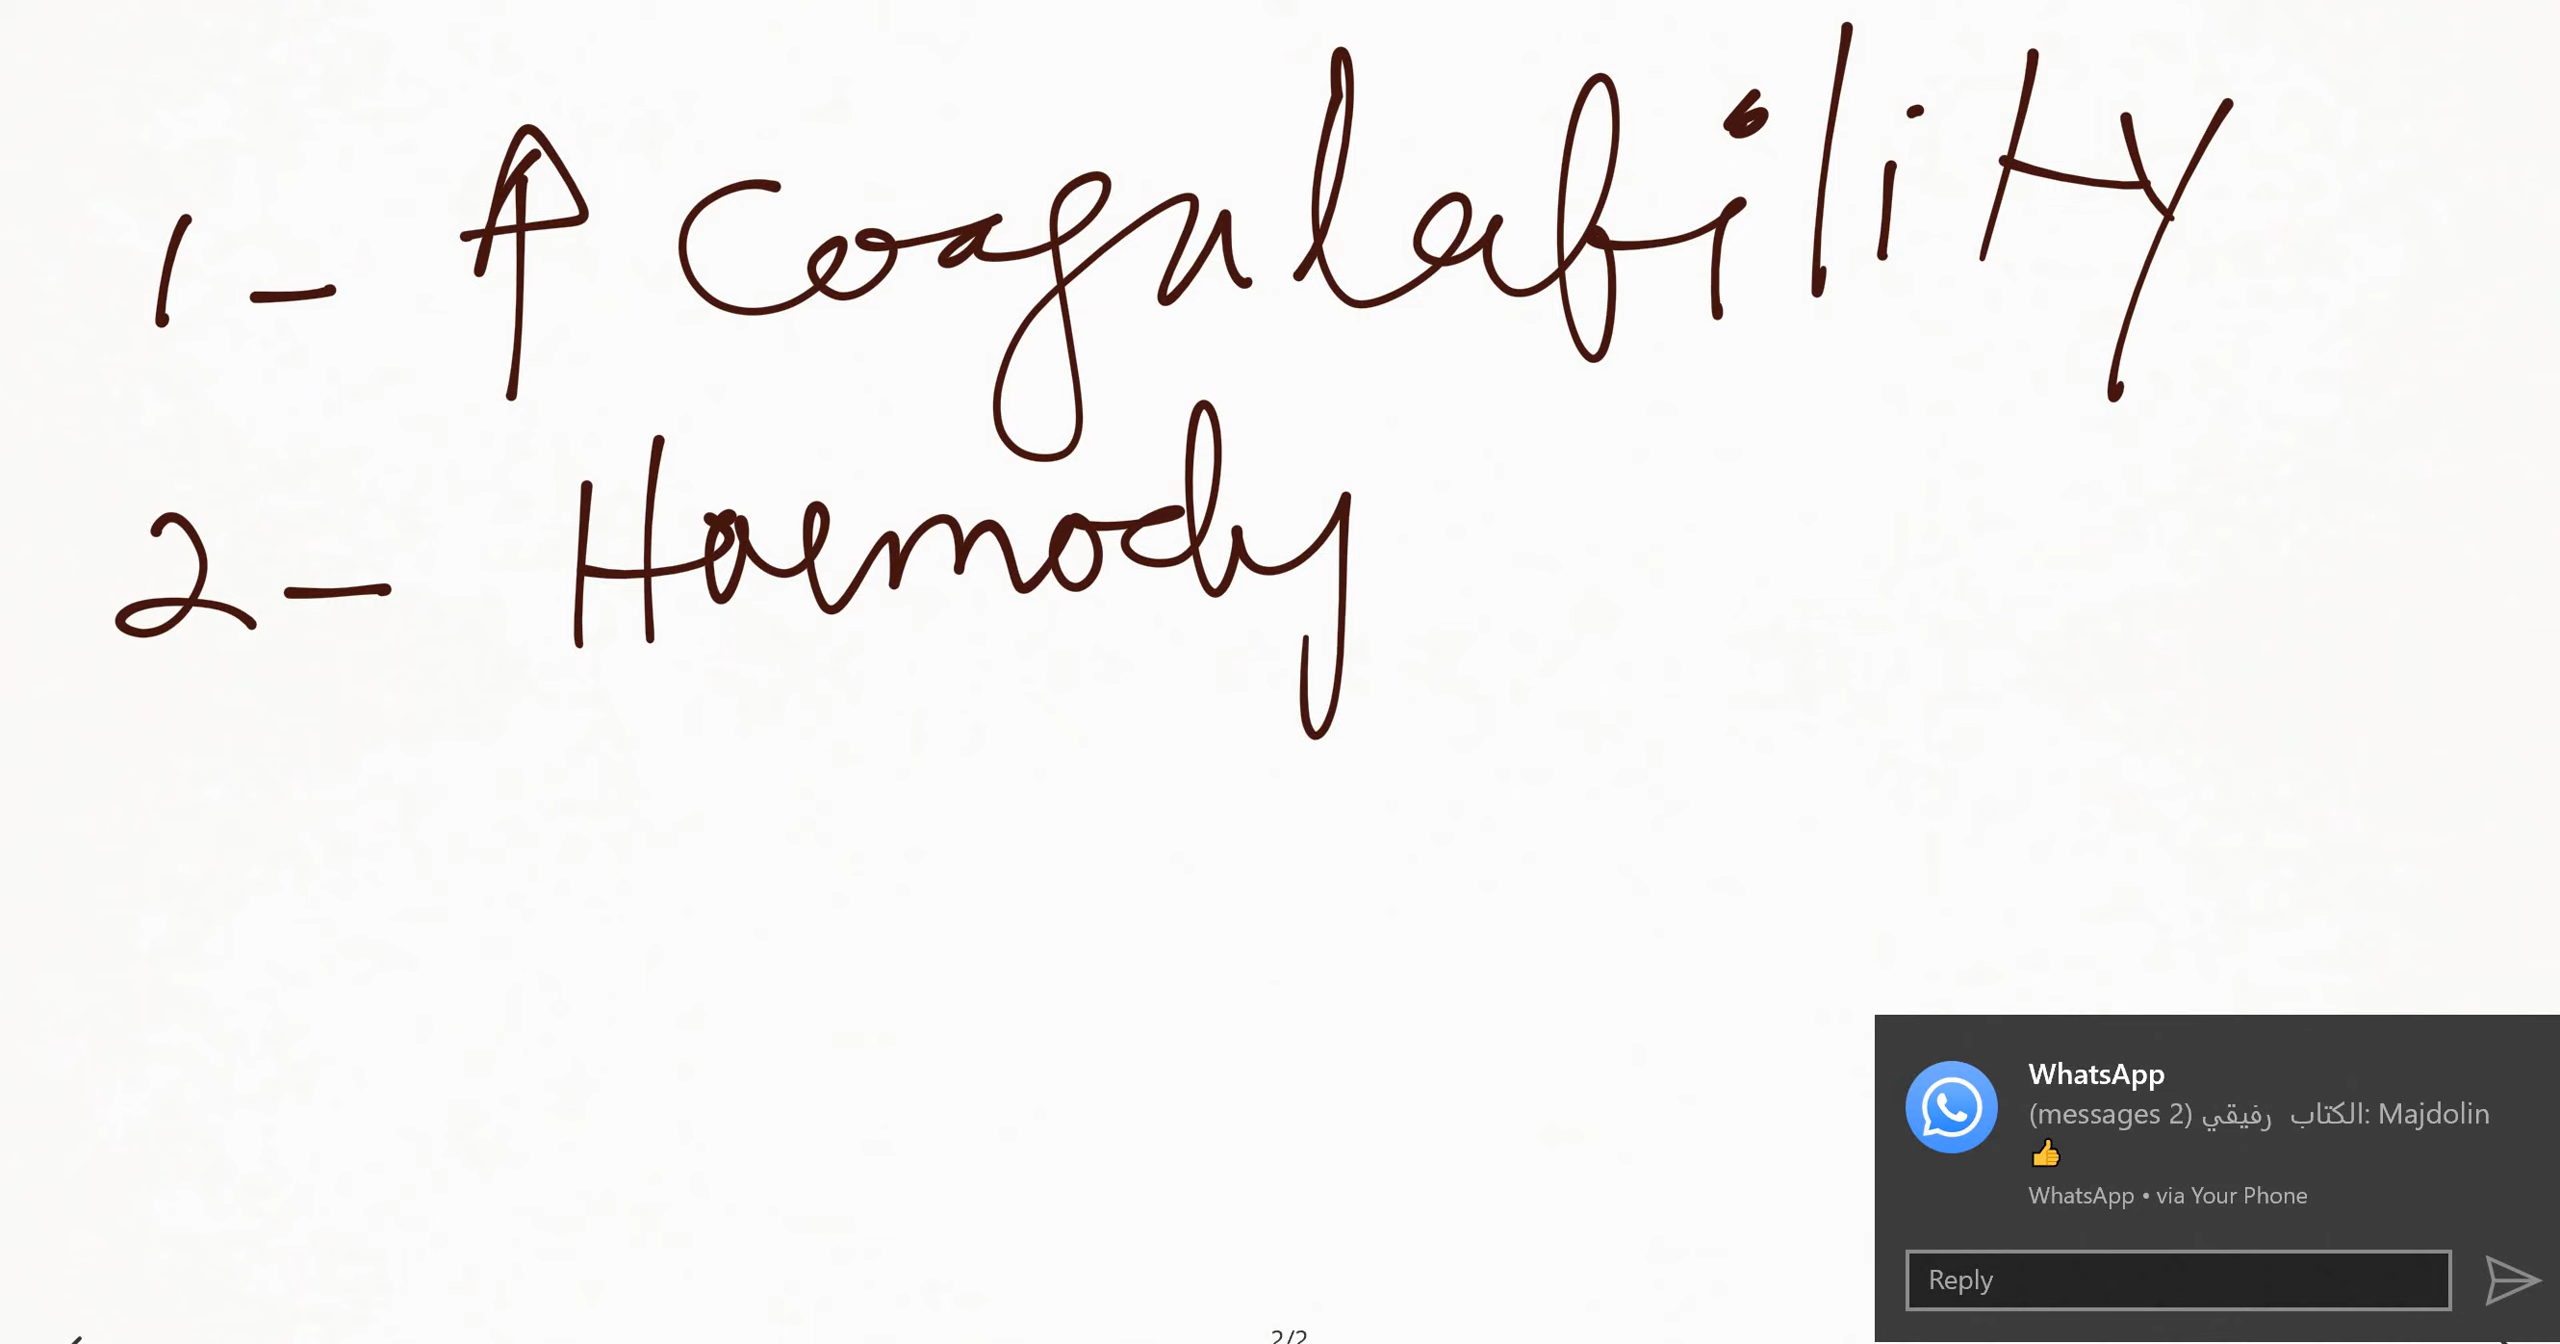 1- ↑ Coagulability
2- Haemody
WhatsApp
(messages 2) رفيقي الكتاب: Majdolin
👍
WhatsApp • via Your Phone
Reply
2/2